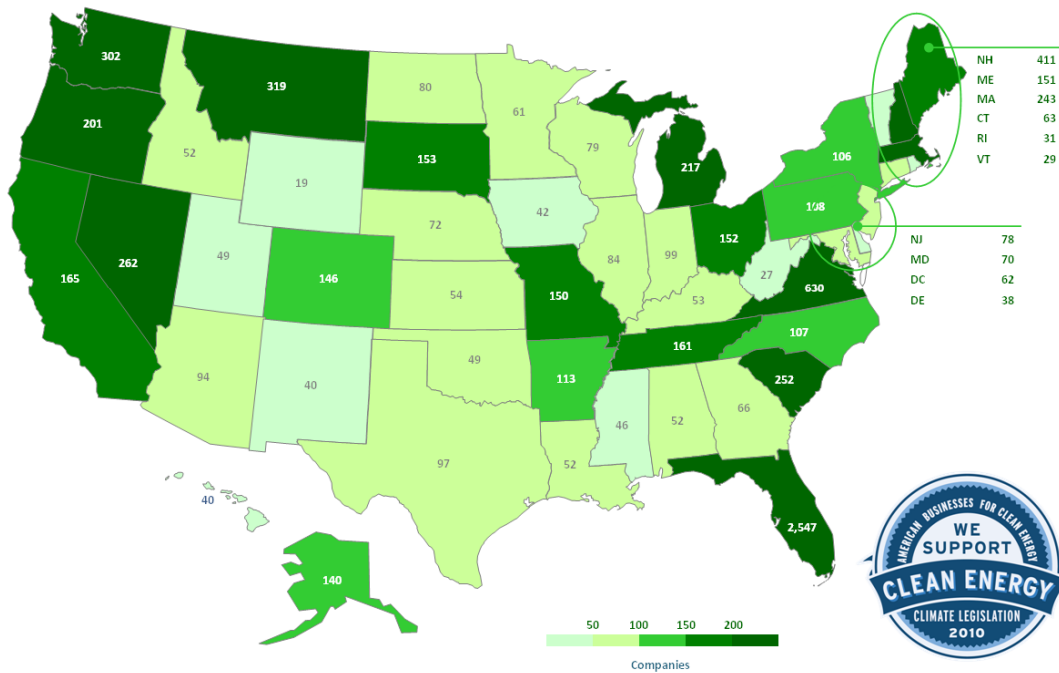 302
319
80
61
201
52
153
79
217
106
NH 411
ME 151
MA 243
CT 63
RI 31
VT 29
19
72
42
108
NJ 78
MD 70
DC 62
DE 38
165
262
49
146
54
150
84
99
152
27
630
53
107
94
40
49
113
161
252
97
52
46
52
66
2,547
40
140
50 100 150 200
Companies
AMERICAN BUSINESSES FOR CLEAN ENERGY
WE
SUPPORT
CLEAN ENERGY
CLIMATE LEGISLATION
2010